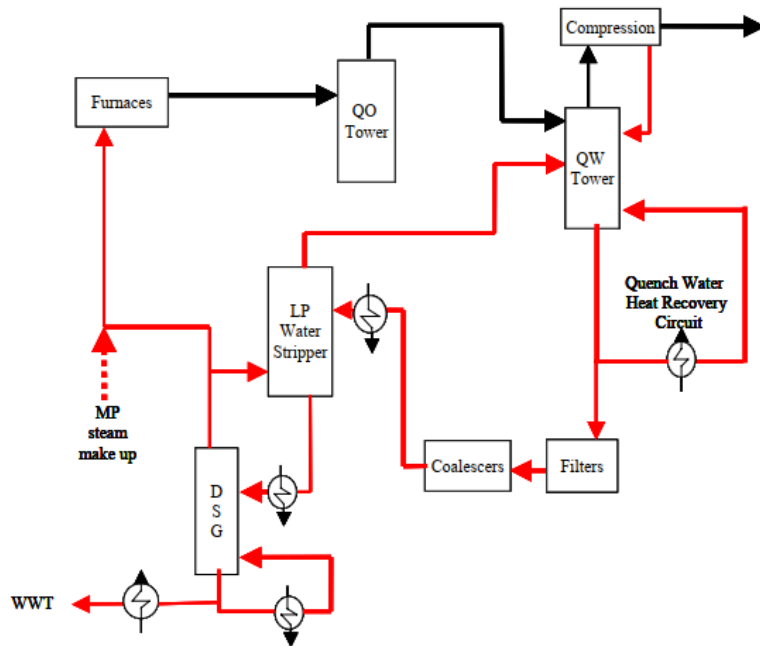 Compression
Furnaces
QO
Tower
QW
Tower
LP
Water
Stripper
Quench Water
Heat Recovery
Circuit
MP
steam
make up
Coalescers
Filters
D
S
G
WWT